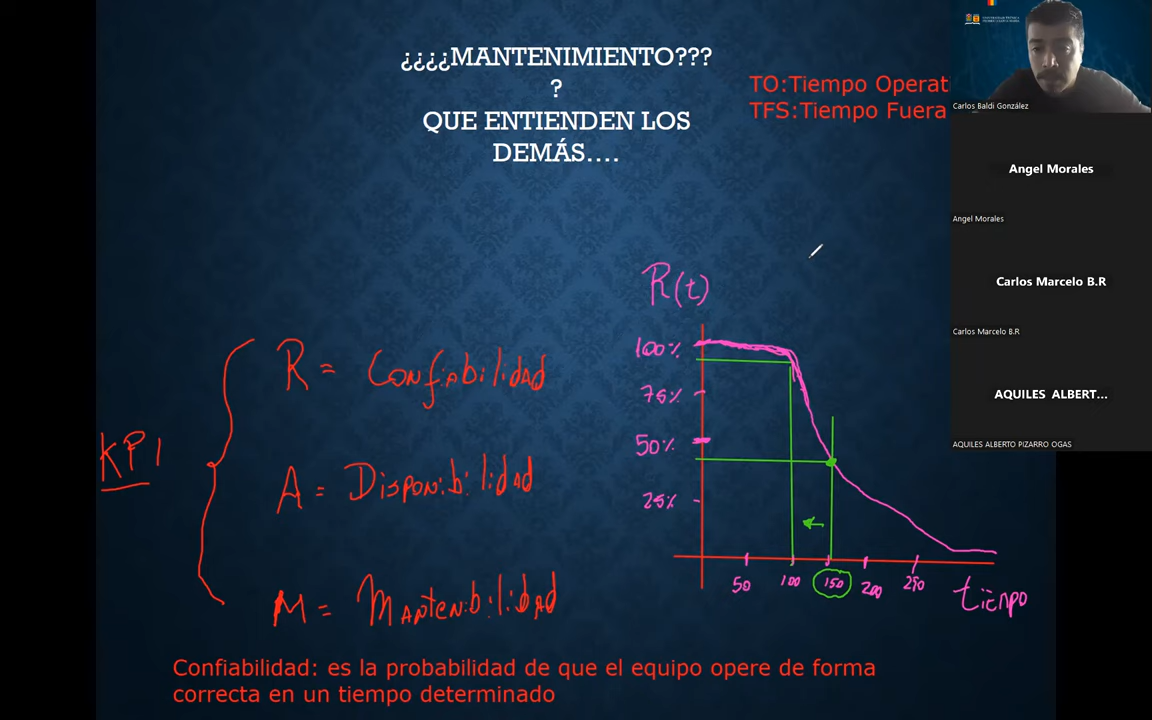 ¿¿¿¿MANTENIMIENTO???
?
QUE ENTIENDEN LOS
DEMÁS....
TO:Tiempo Operat
TFS:Tiempo Fuera
Carlos Baldi González
Angel Morales
Angel Morales
Carlos Marcelo B.R
Carlos Marcelo B.R
AQUILES ALBERT...
AQUILES ALBERTO PIZARRO OGAS
KPI
R = Confiabilidad
A = Disponibilidad
M = Mantenibilidad
R(t)
100%
75%
50%
25%
50 100 150 200 250
tiempo
Confiabilidad: es la probabilidad de que el equipo opere de forma
correcta en un tiempo determinado